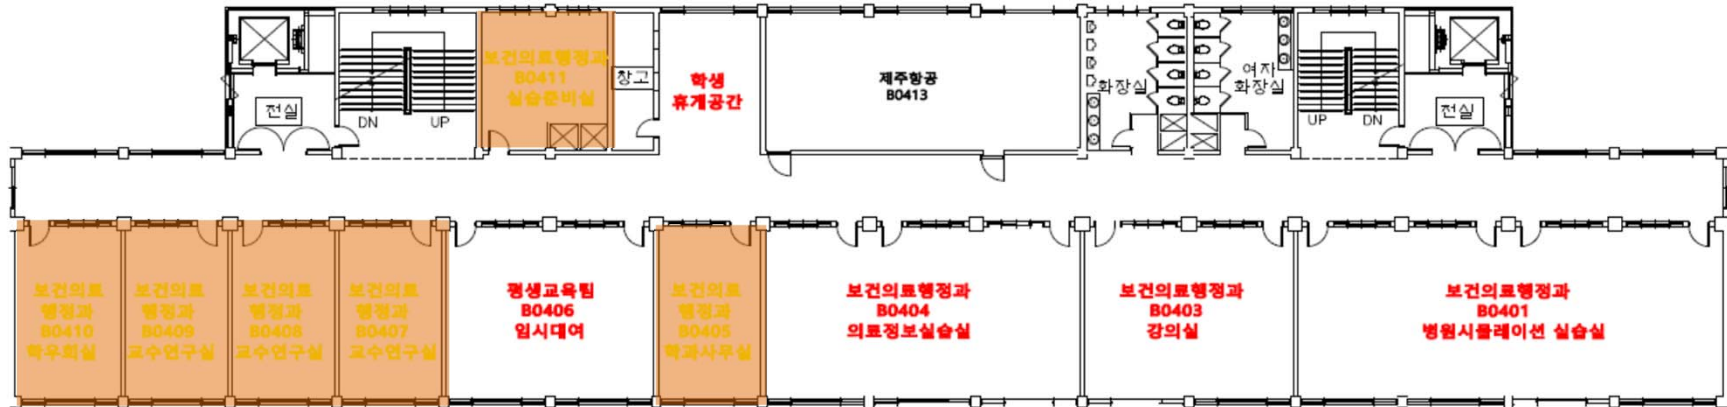 보건의료행정과
B0411
실습준비실
창고
학생
휴게공간
제주항공
B0413
화장실
여자
화장실
전실
DN
UP
UP
DN
전실
보건의료
행정과
B0410
학우회실
보건의료
행정과
B0409
교수연구실
보건의료
행정과
B0408
교수연구실
보건의료
행정과
B0407
교수연구실
평생교육팀
B0406
임시대여
보건의료
행정과
B0405
학과사무실
보건의료행정과
B0404
의료정보실습실
보건의료행정과
B0403
강의실
보건의료행정과
B0401
병원시뮬레이션 실습실